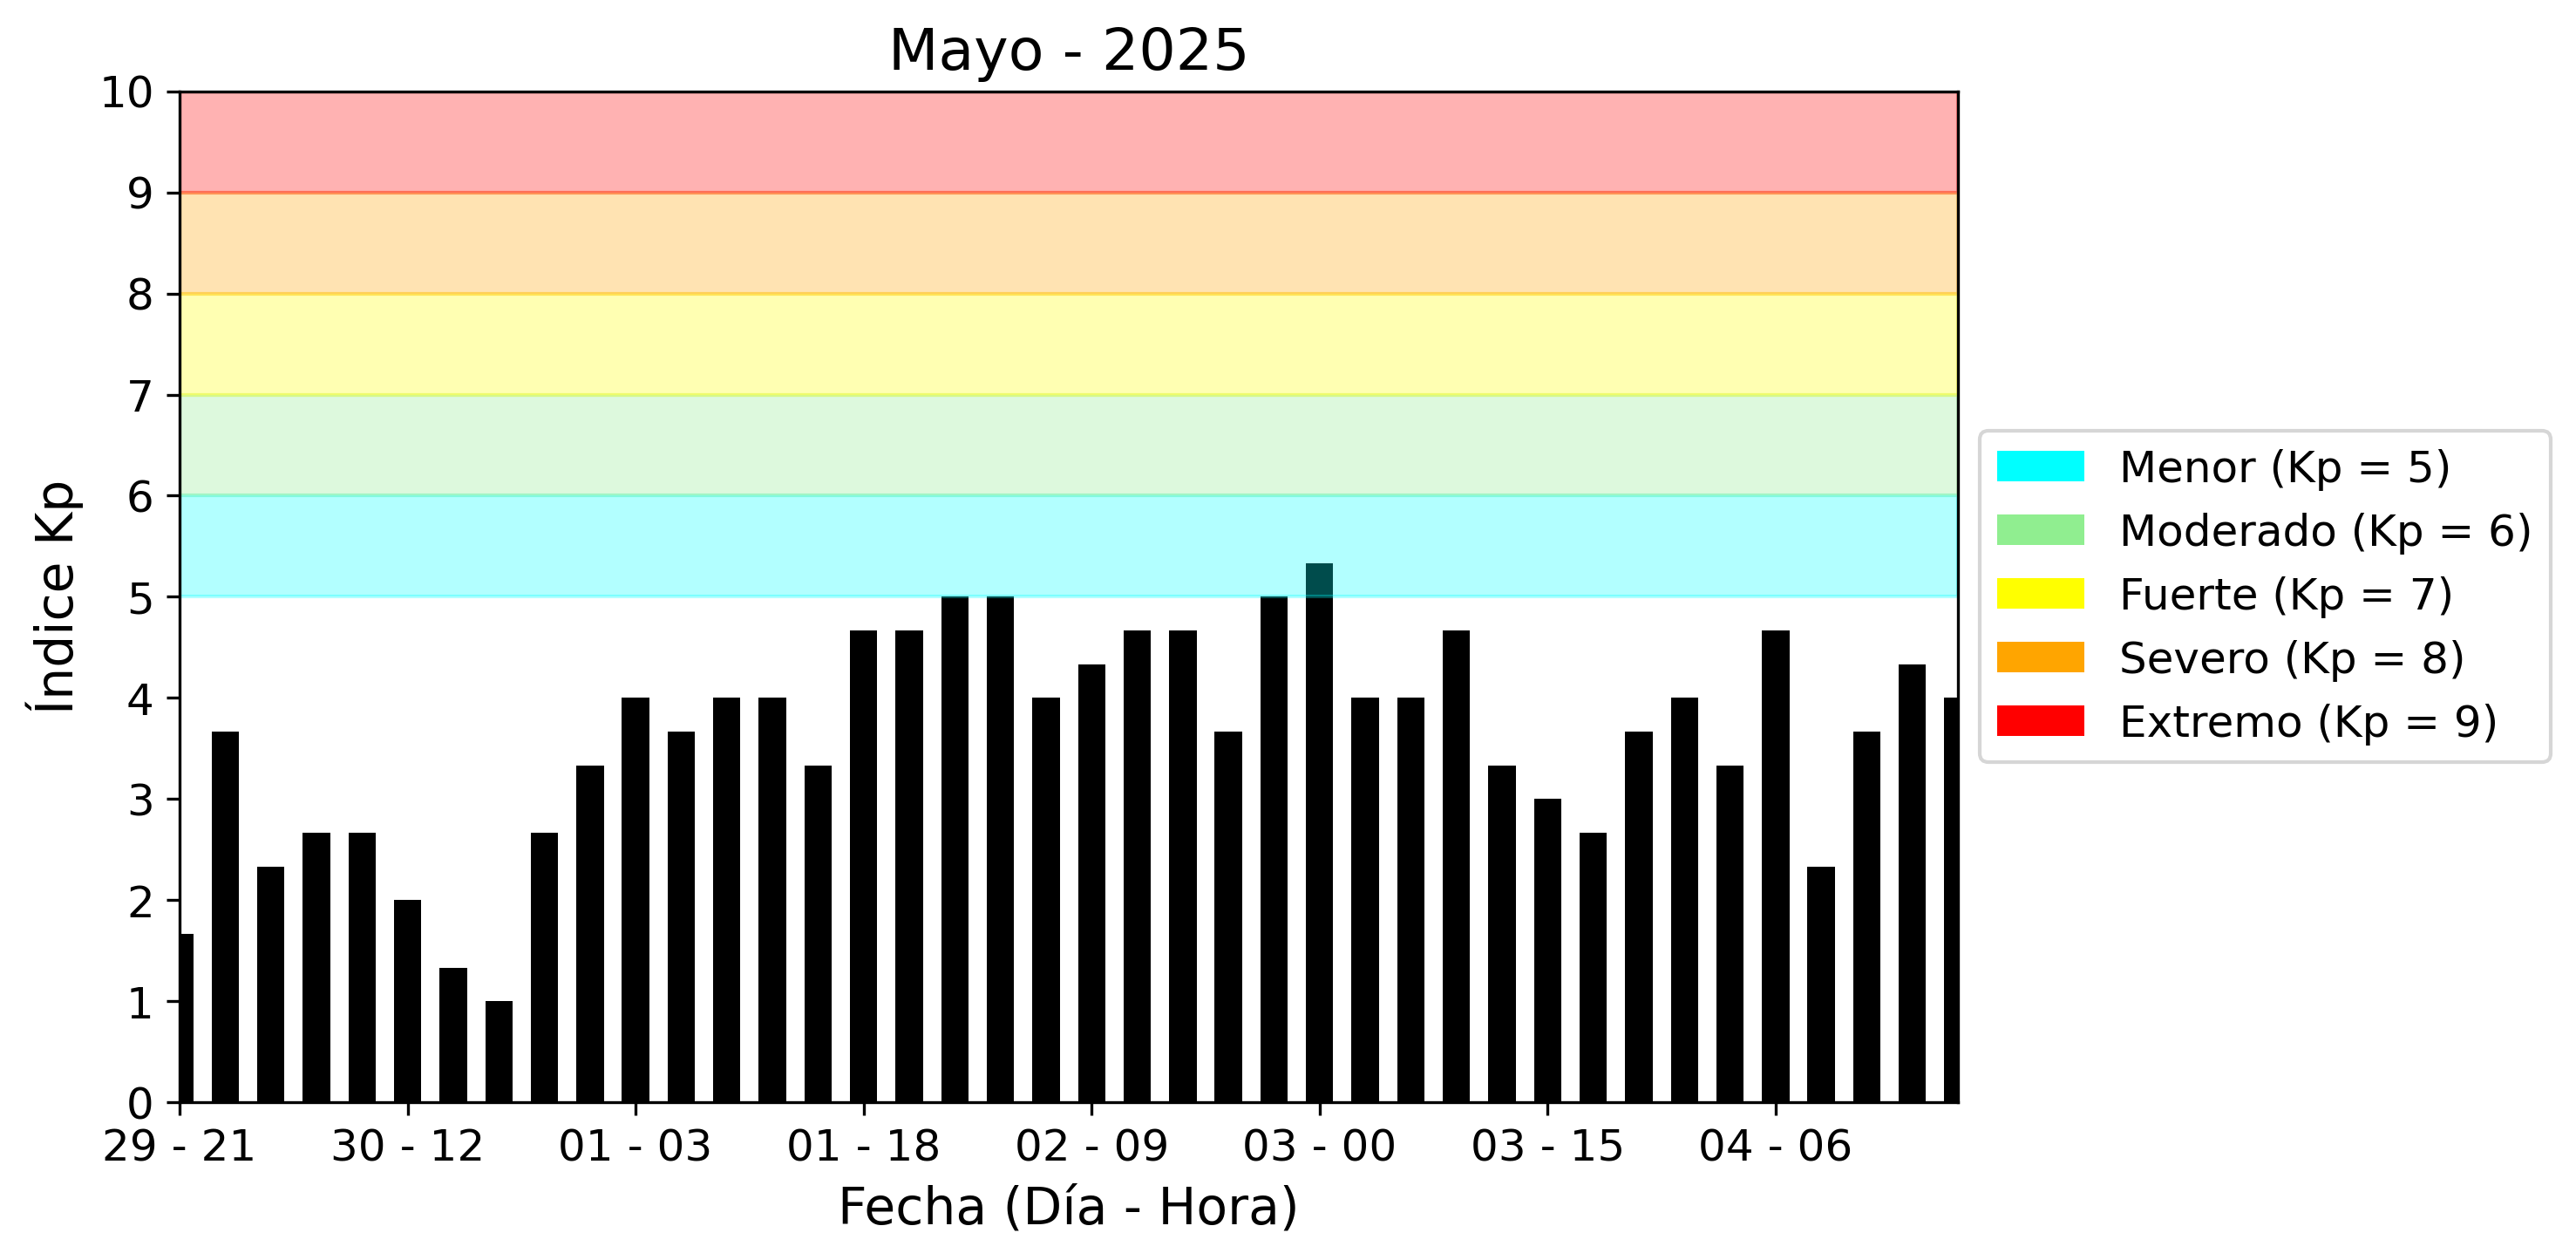 Mayo - 2025
10
9
8
7
6
5
4
3
2
1
0
Índice Kp
29 - 21 30 - 12 01 - 03 01 - 18 02 - 09 03 - 00 03 - 15 04 - 06
Fecha (Día - Hora)
Menor (Kp = 5)
Moderado (Kp = 6)
Fuerte (Kp = 7)
Severo (Kp = 8)
Extremo (Kp = 9)